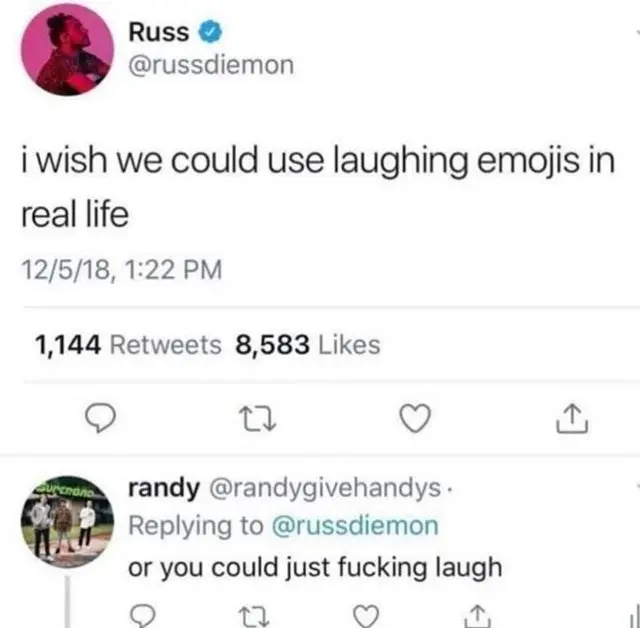 Russ
@russdiemon
i wish we could use laughing emojis in
real life
12/5/18, 1:22 PM
1,144 Retweets 8,583 Likes
randy @randygivehandys ·
Replying to @russdiemon
or you could just fucking laugh